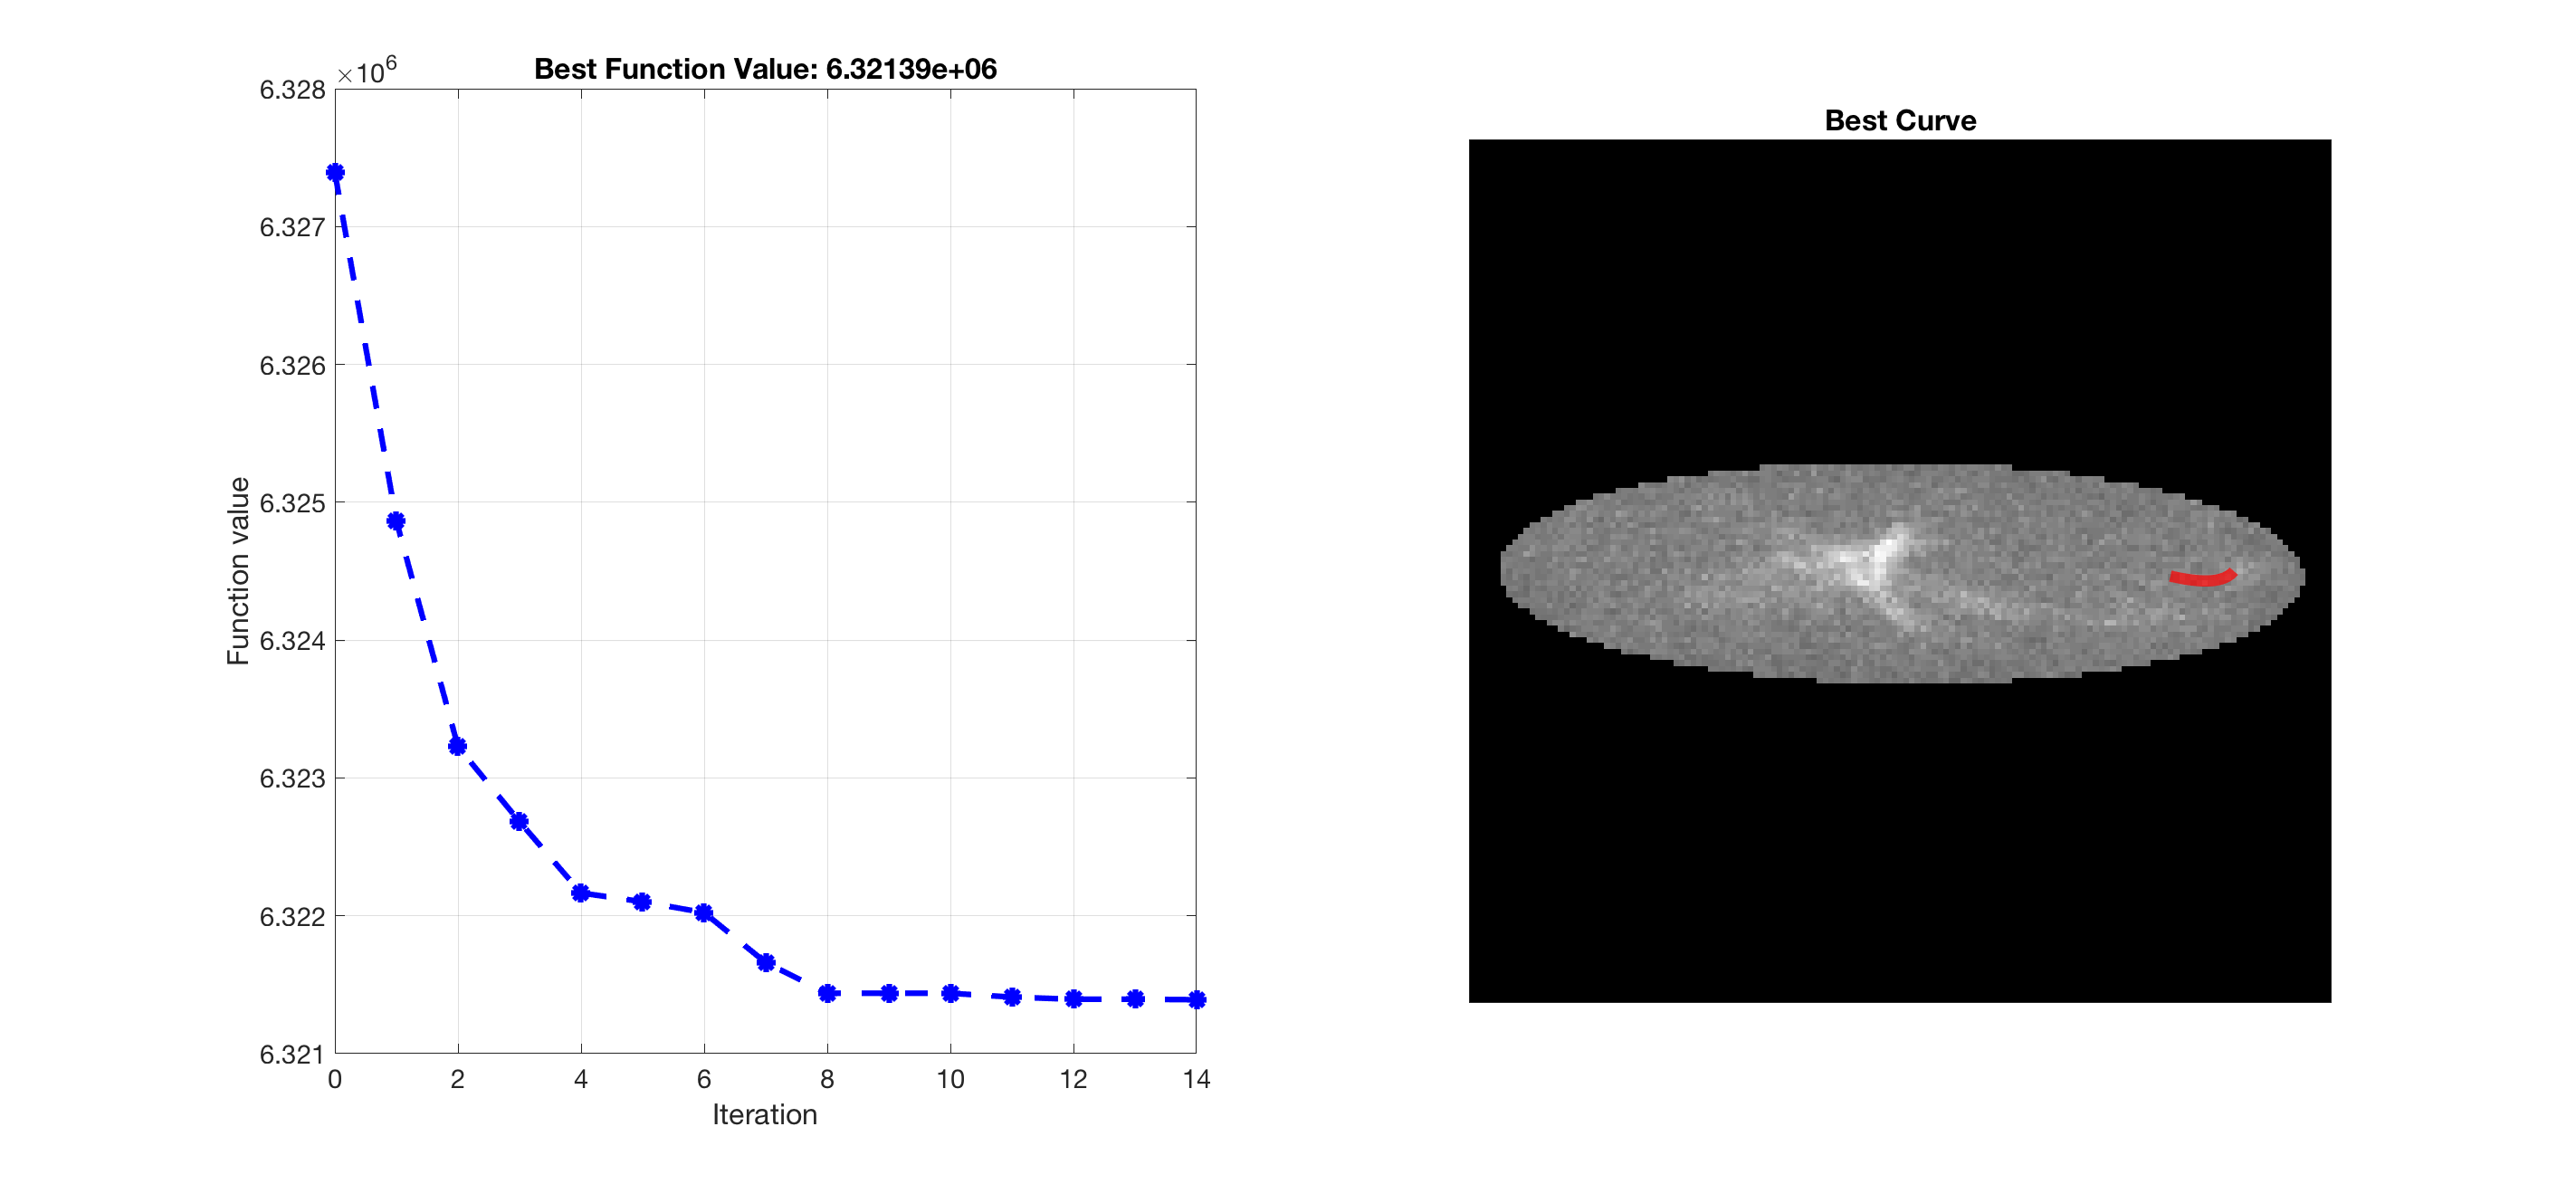 ×10^6
Best Function Value: 6.32139e+06
6.328
6.327
6.326
6.325
6.324
6.323
6.322
6.321
Function value
0 2 4 6 8 10 12 14
Iteration
Best Curve